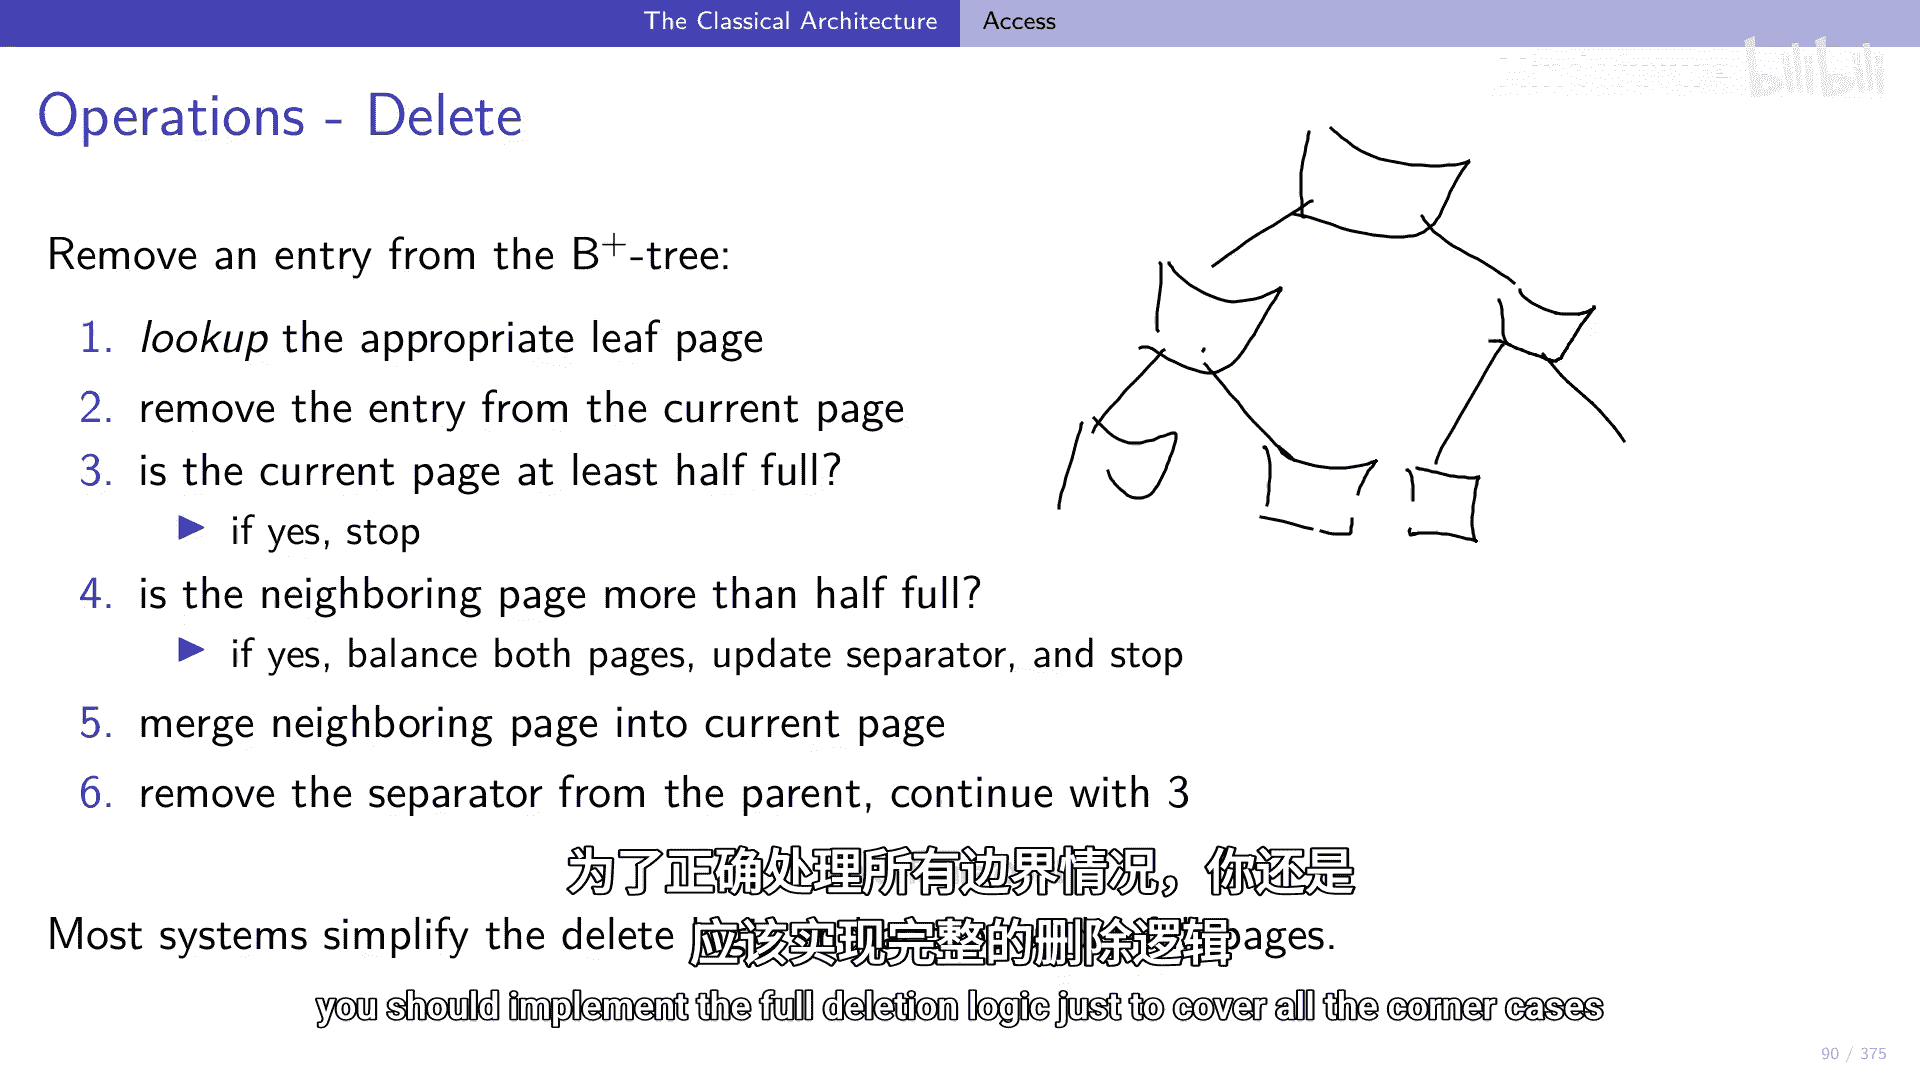 The Classical Architecture Access
bilibili
Operations - Delete
Remove an entry from the B+-tree:
1. lookup the appropriate leaf page
2. remove the entry from the current page
3. is the current page at least half full?
▶ if yes, stop
4. is the neighboring page more than half full?
▶ if yes, balance both pages, update separator, and stop
5. merge neighboring page into current page
6. remove the separator from the parent, continue with 3
为了正确处理所有边界情况，你还是
Most systems simplify the delete pages.
应该实现完整的删除逻辑
you should implement the full deletion logic just to cover all the corner cases
90 / 375